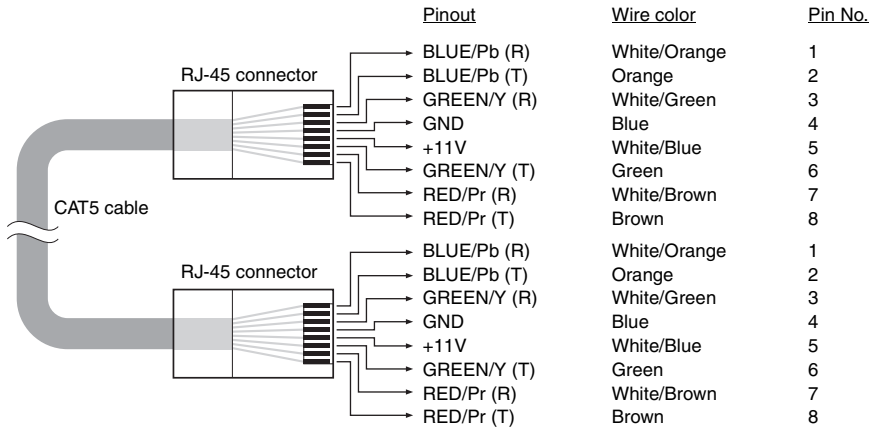 Pinout Wire color Pin No.
BLUE/Pb (R) White/Orange 1
RJ-45 connector BLUE/Pb (T) Orange 2
GREEN/Y (R) White/Green 3
GND Blue 4
+11V White/Blue 5
GREEN/Y (T) Green 6
RED/Pr (R) White/Brown 7
CAT5 cable RED/Pr (T) Brown 8
BLUE/Pb (R) White/Orange 1
RJ-45 connector BLUE/Pb (T) Orange 2
GREEN/Y (R) White/Green 3
GND Blue 4
+11V White/Blue 5
GREEN/Y (T) Green 6
RED/Pr (R) White/Brown 7
RED/Pr (T) Brown 8